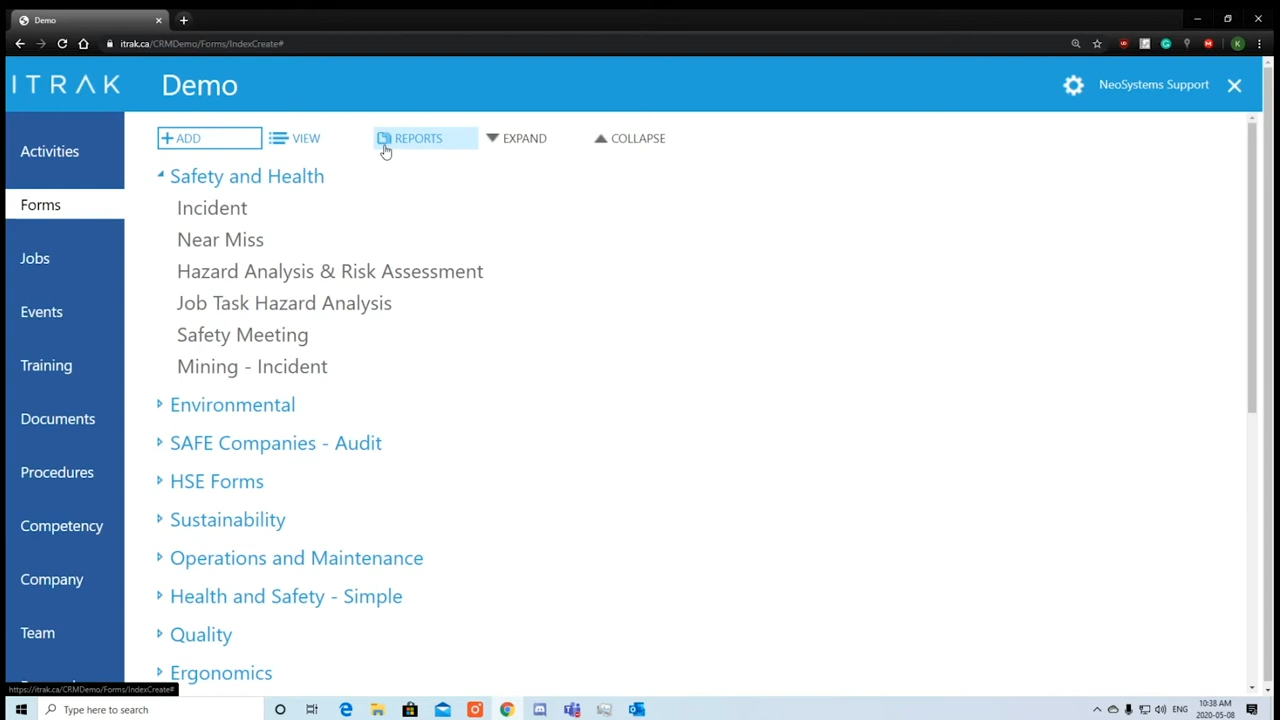 Demo
itrak.ca/CRMDemo/Forms/IndexCreate#
K
ITRAK
Demo
NeoSystems Support
Activities
Forms
Jobs
Events
Training
Documents
Procedures
Competency
Company
Team
ADD
VIEW
REPORTS
EXPAND
COLLAPSE
Safety and Health
Incident
Near Miss
Hazard Analysis & Risk Assessment
Job Task Hazard Analysis
Safety Meeting
Mining - Incident
Environmental
SAFE Companies - Audit
HSE Forms
Sustainability
Operations and Maintenance
Health and Safety - Simple
Quality
Ergonomics
https://itrak.ca/CRMDemo/Forms/IndexCreate#
Type here to search
ENG
10:38 AM
2020-05-08